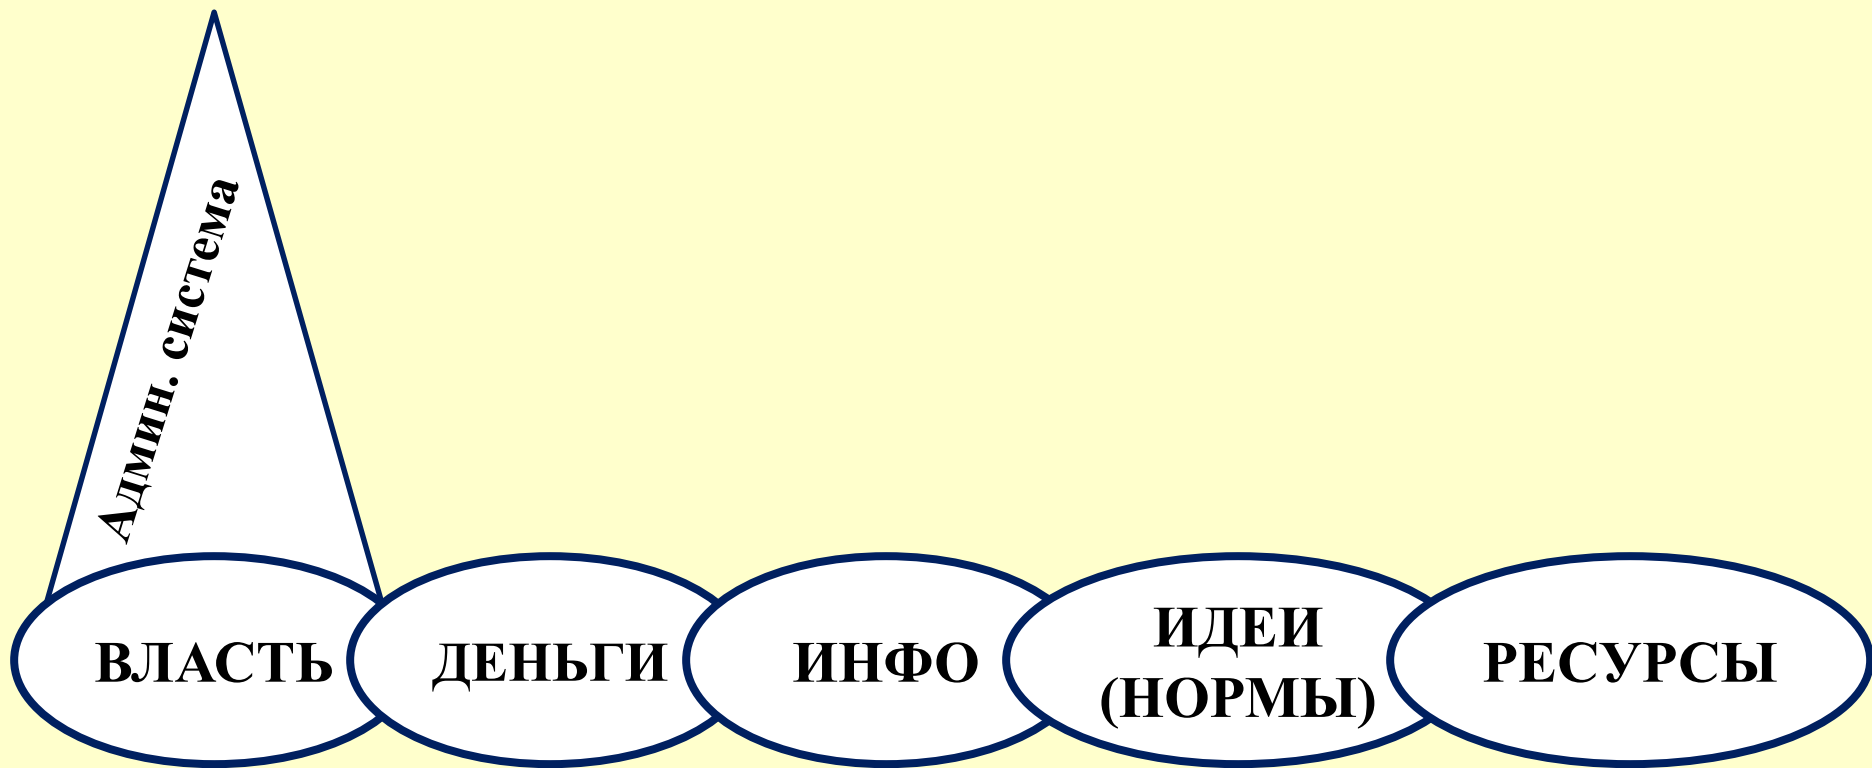 Админ. система
ВЛАСТЬ
ДЕНЬГИ
ИНФО
ИДЕИ
(НОРМЫ)
РЕСУРСЫ